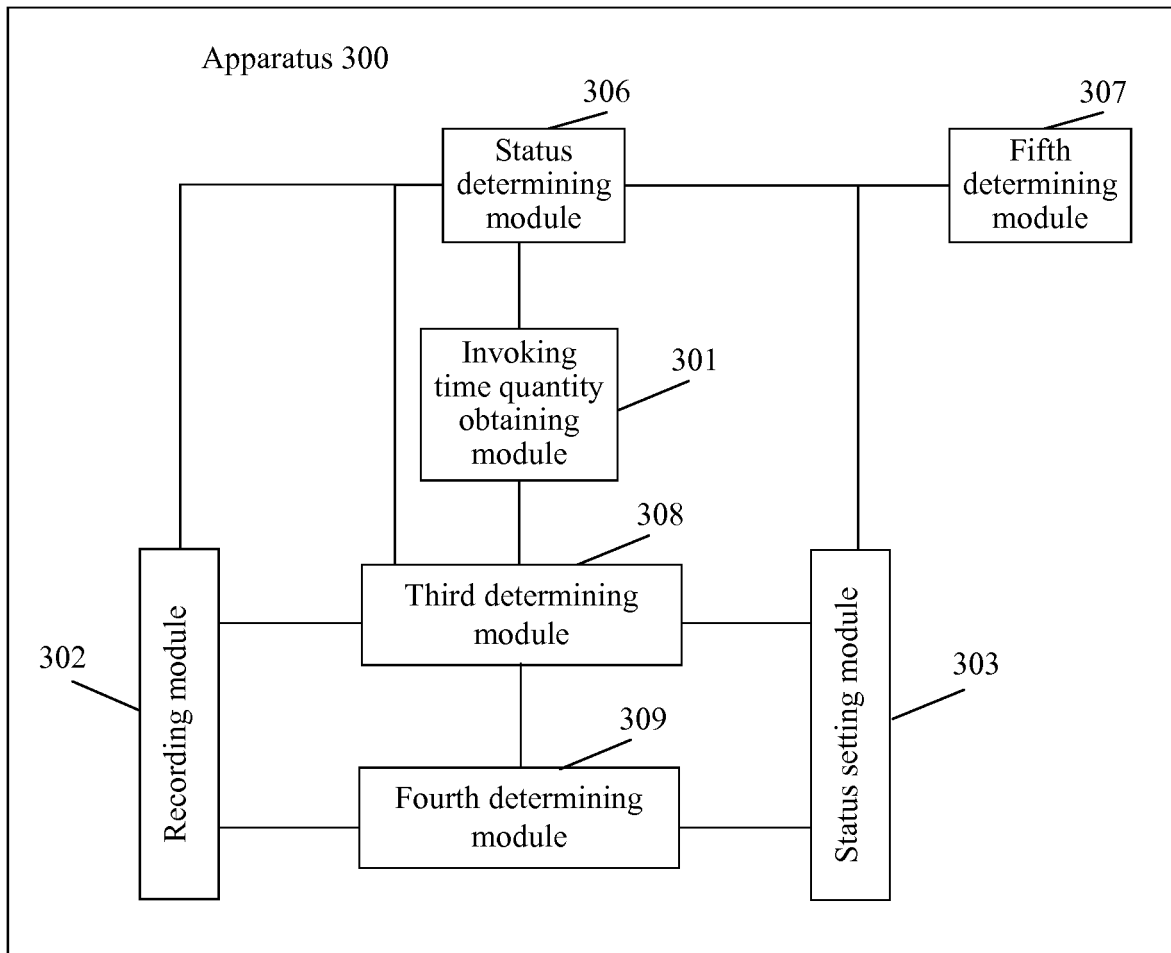 Apparatus 300
306
307
Status
determining
module
Fifth
determining
module
Invoking
time quantity
obtaining
module
301
308
Third determining
module
302
Recording module
303
Status setting module
309
Fourth determining
module